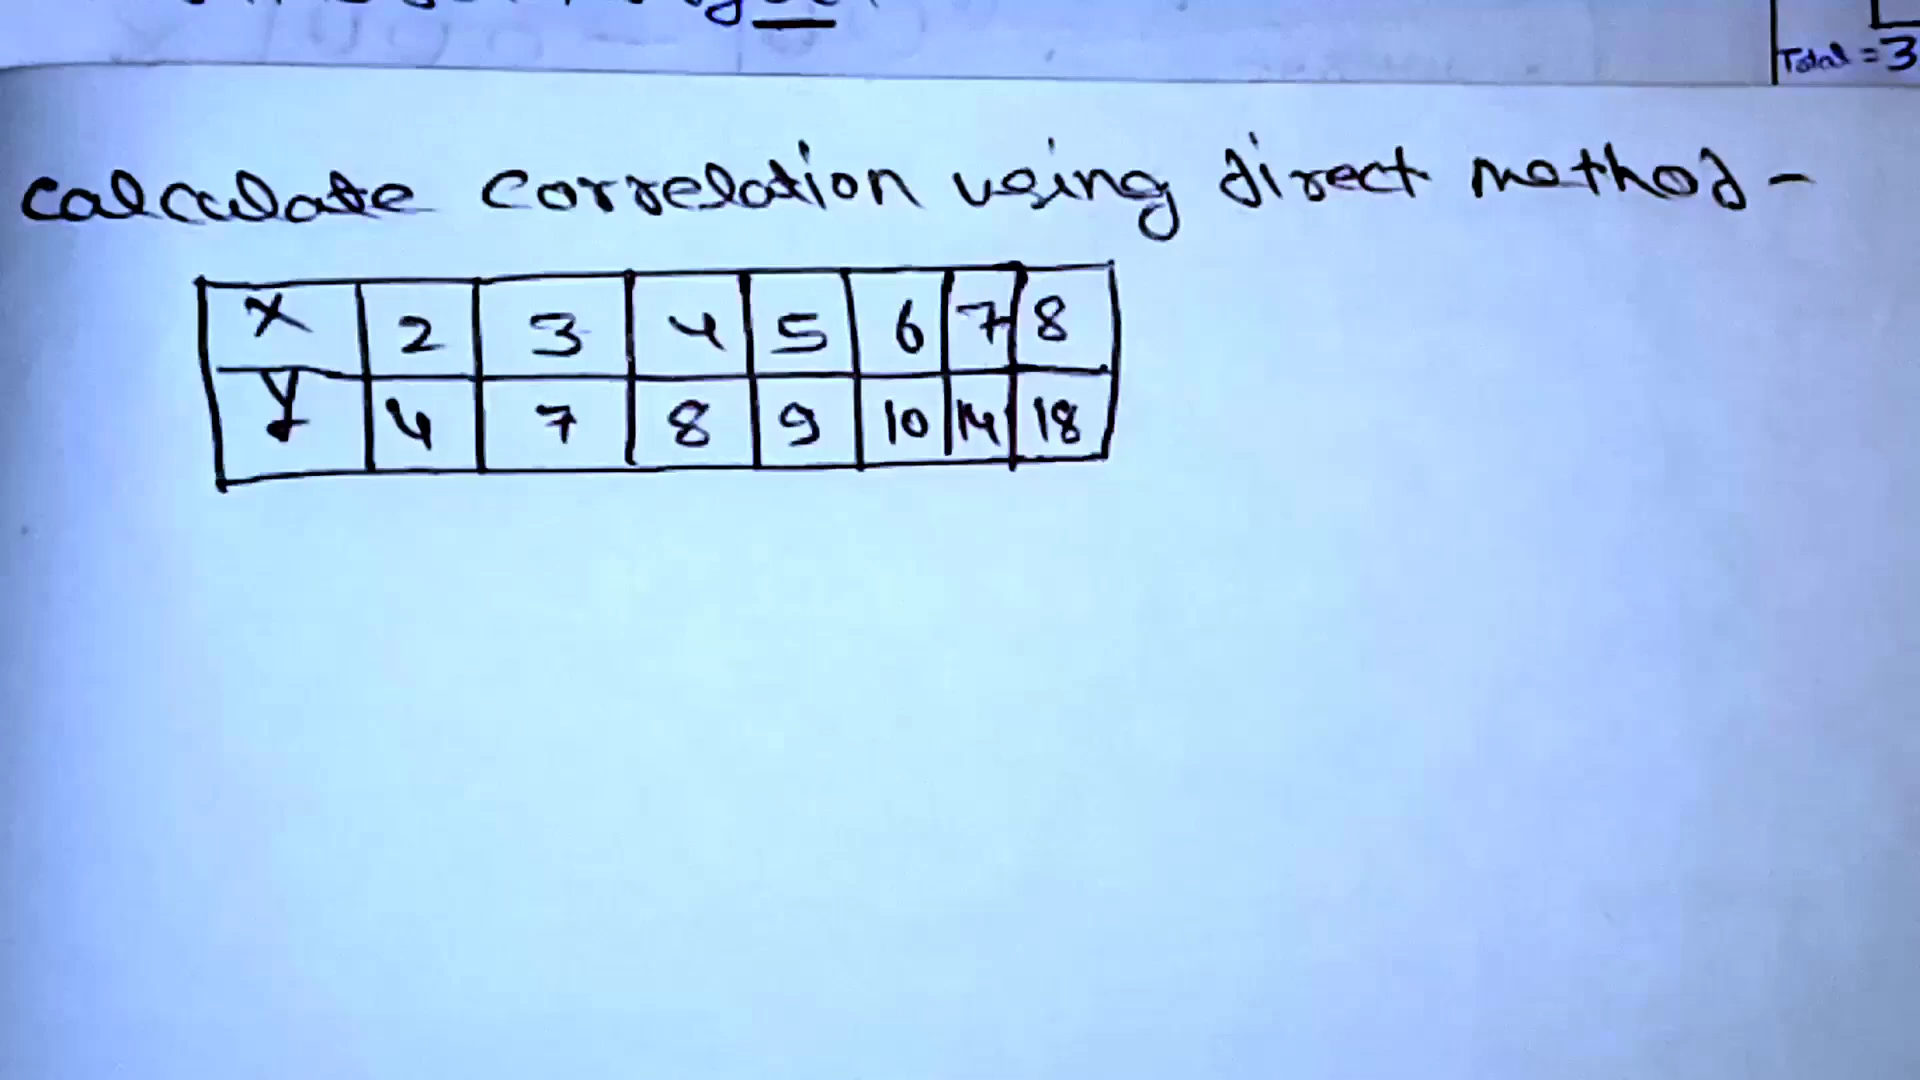 Total = 3
calculate correlation using direct method -
X 2 3 4 5 6 7 8
Y 4 7 8 9 10 14 18